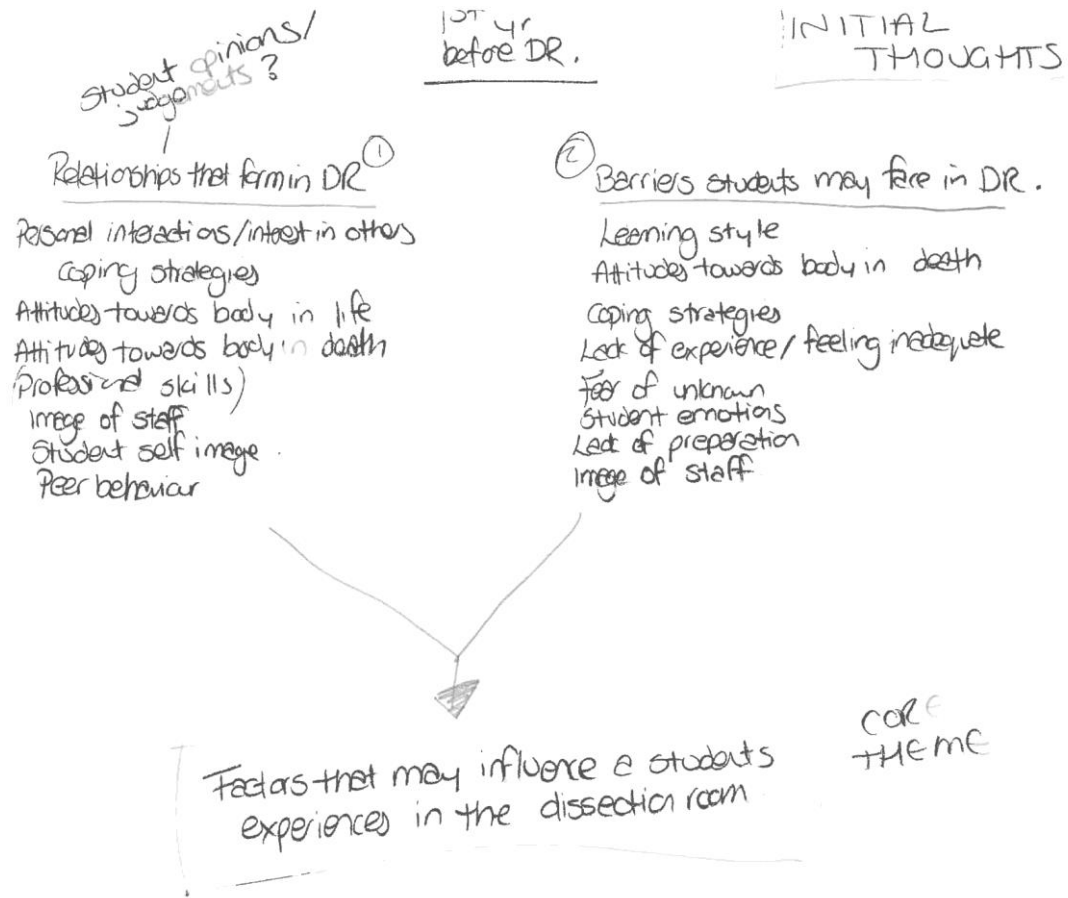 1ST yr
before DR.
INITIAL
THOUGHTS
Student opinions/
judgements?
Relationships that form in DR 1
Personal interactions/interest in others
Coping strategies
Attitudes towards body in life
Attitudes towards body in death
(Professional skills)
Image of staff
Student self image.
Peer behaviour
2 Barriers students may face in DR.
Learning style
Attitudes towards body in death
Coping strategies
Lack of experience/feeling inadequate
Fear of unknown
Student emotions
Lack of preparation
Image of staff
Factors that may influence a students
experiences in the dissection room
CORE
THEME